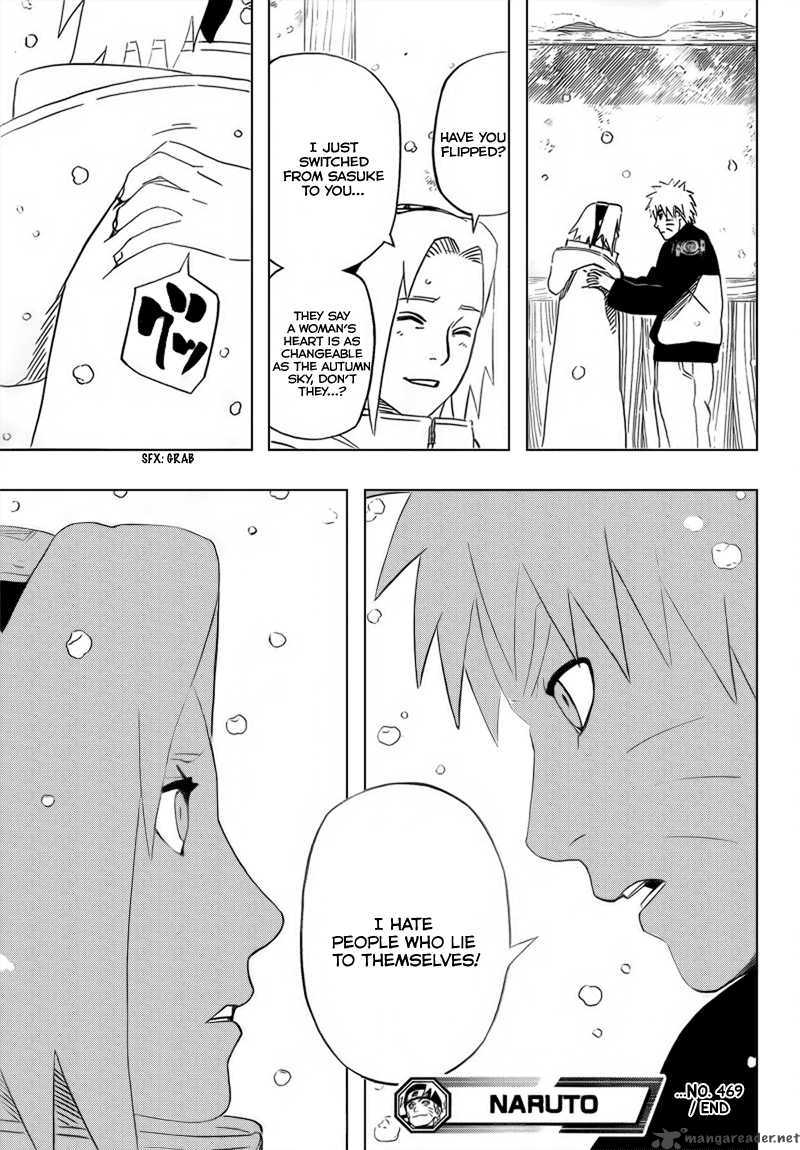 HAVE YOU
FLIPPED?
I JUST
SWITCHED
FROM SASUKE
TO YOU...
THEY SAY
A WOMAN'S
HEART IS AS
CHANGEABLE
AS THE AUTUMN
SKY, DON'T
THEY...?
グッ
SFX: GRAB
I HATE
PEOPLE WHO LIE
TO THEMSELVES!
NARUTO
...NO. 469
/ END
mangareader.net